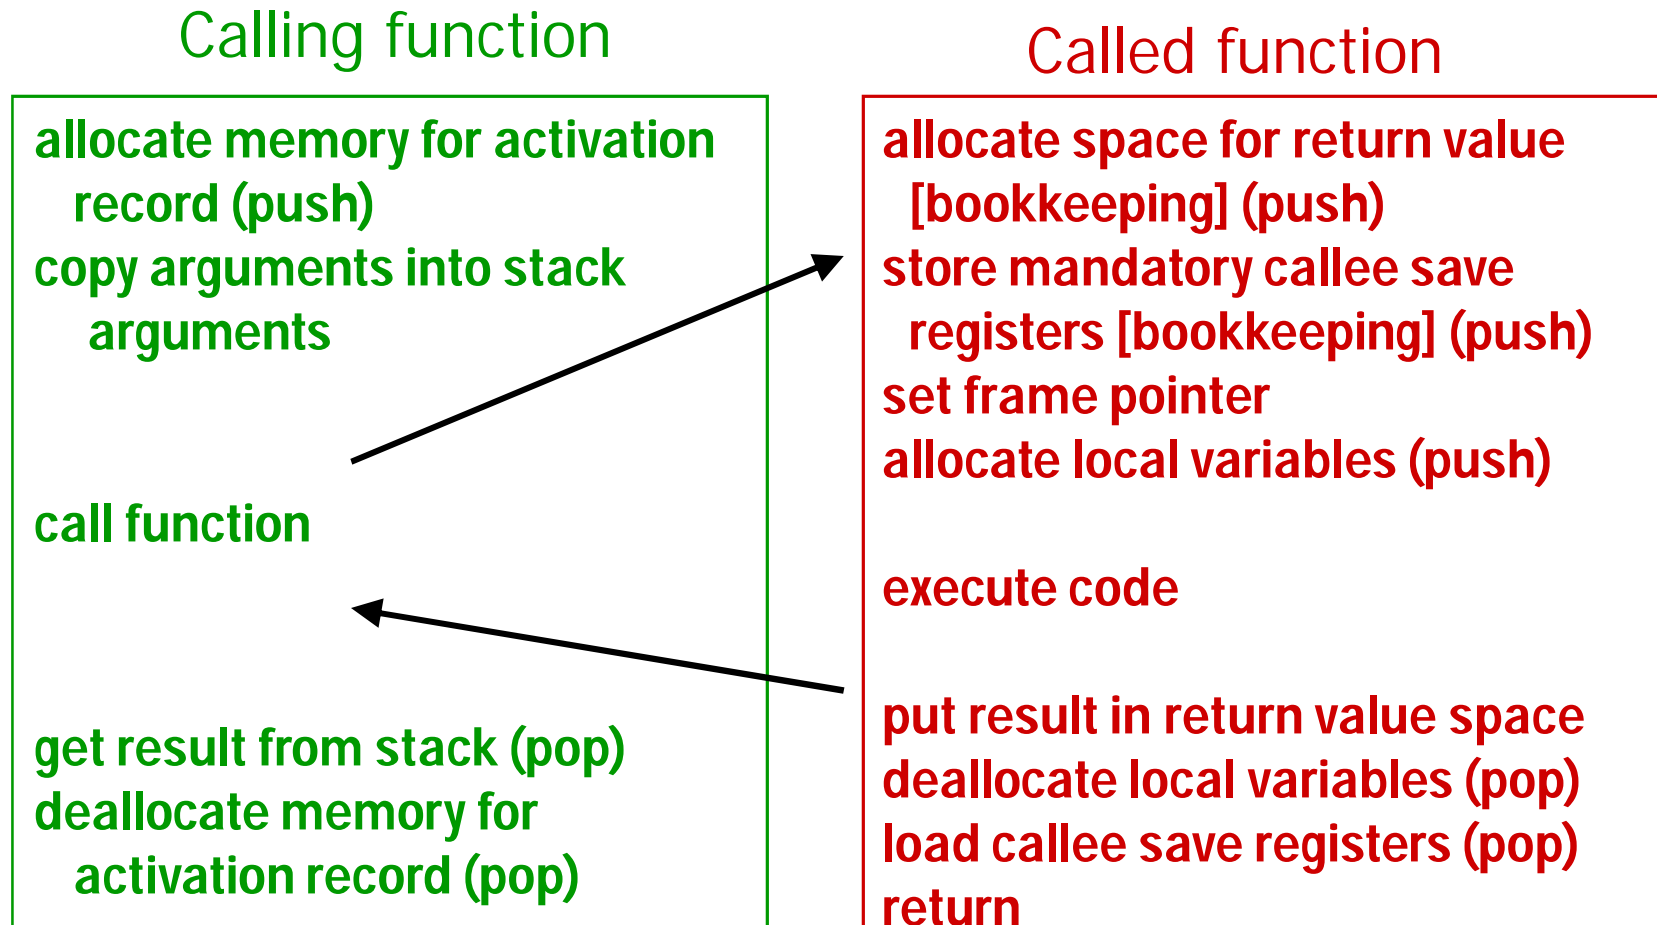 Calling function
allocate memory for activation
record (push)
copy arguments into stack
arguments
call function
get result from stack (pop)
deallocate memory for
activation record (pop)
Called function
allocate space for return value
[bookkeeping] (push)
store mandatory callee save
registers [bookkeeping] (push)
set frame pointer
allocate local variables (push)
execute code
put result in return value space
deallocate local variables (pop)
load callee save registers (pop)
return